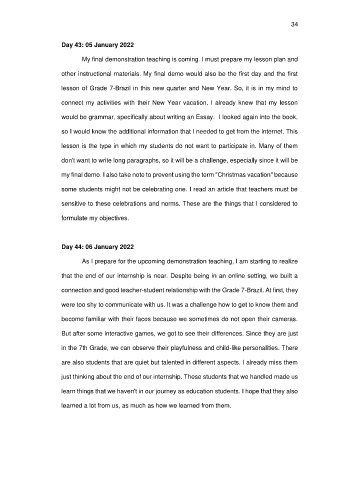 34
Day 43: 05 January 2022
My final demonstration teaching is coming. I must prepare my lesson plan and
other instructional materials. My final demo would also be the first day and the first
lesson of Grade 7-Brazil in this new quarter and New Year. So, it is in my mind to
connect my activities with their New Year vacation. I already knew that my lesson
would be grammar, specifically about writing an Essay. I looked again into the book,
so I would know the additional information that I needed to get from the internet. This
lesson is the type in which my students do not want to participate in. Many of them
don't want to write long paragraphs, so it will be a challenge, especially since it will be
my final demo. I also take note to prevent using the term "Christmas vacation" because
some students might not be celebrating one. I read an article that teachers must be
sensitive to these celebrations and norms. These are the things that I considered to
formulate my objectives.
Day 44: 06 January 2022
As I prepare for the upcoming demonstration teaching, I am starting to realize
that the end of our internship is near. Despite being in an online setting, we built a
connection and good teacher-student relationship with the Grade 7-Brazil. At first, they
were too shy to communicate with us. It was a challenge how to get to know them and
become familiar with their faces because we sometimes do not open their cameras.
But after some interactive games, we got to see their differences. Since they are just
in the 7th Grade, we can observe their playfulness and child-like personalities. There
are also students that are quiet but talented in different aspects. I already miss them
just thinking about the end of our internship. These students that we handled made us
learn things that we haven't in our journey as education students. I hope that they also
learned a lot from us, as much as how we learned from them.